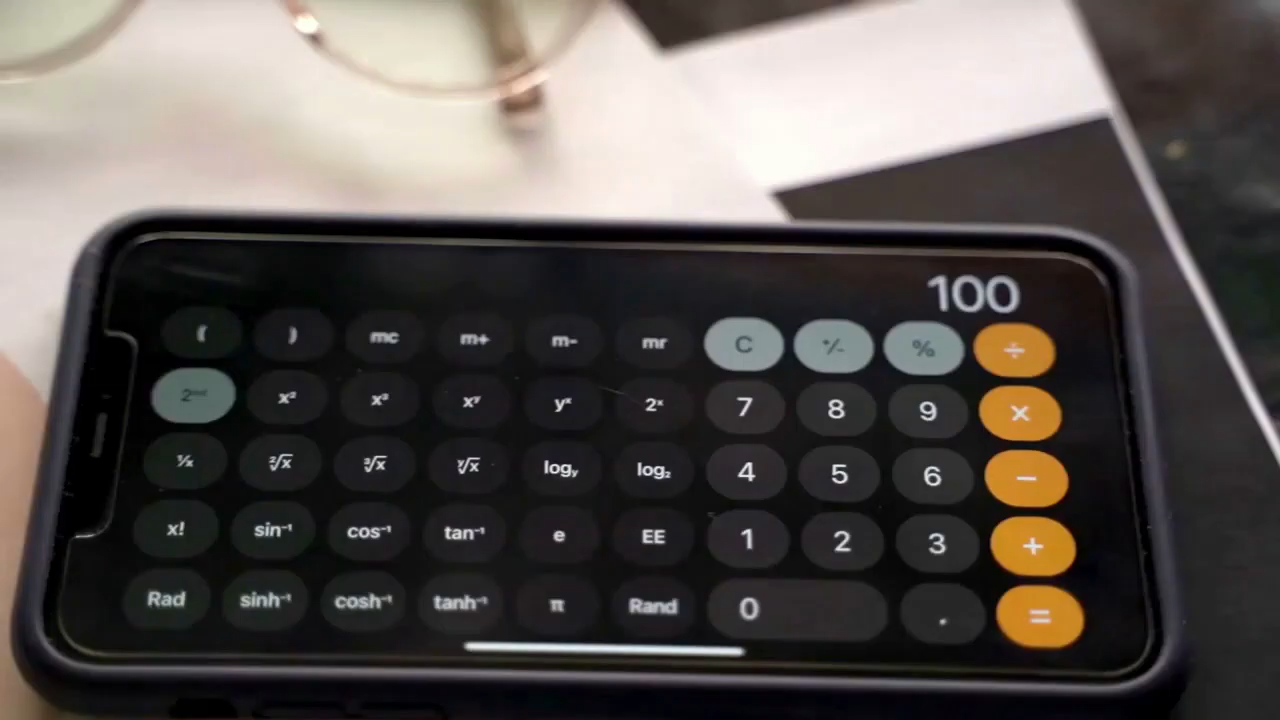 100
( ) mc m+ m- mr C +/- % ÷
2ⁿᵈ x² x³ xʸ yˣ 2ˣ 7 8 9 ×
¹/x ²√x ³√x ʸ√x logᵧ log₂ 4 5 6 −
x! sin⁻¹ cos⁻¹ tan⁻¹ e EE 1 2 3 +
Rad sinh⁻¹ cosh⁻¹ tanh⁻¹ π Rand 0 . =